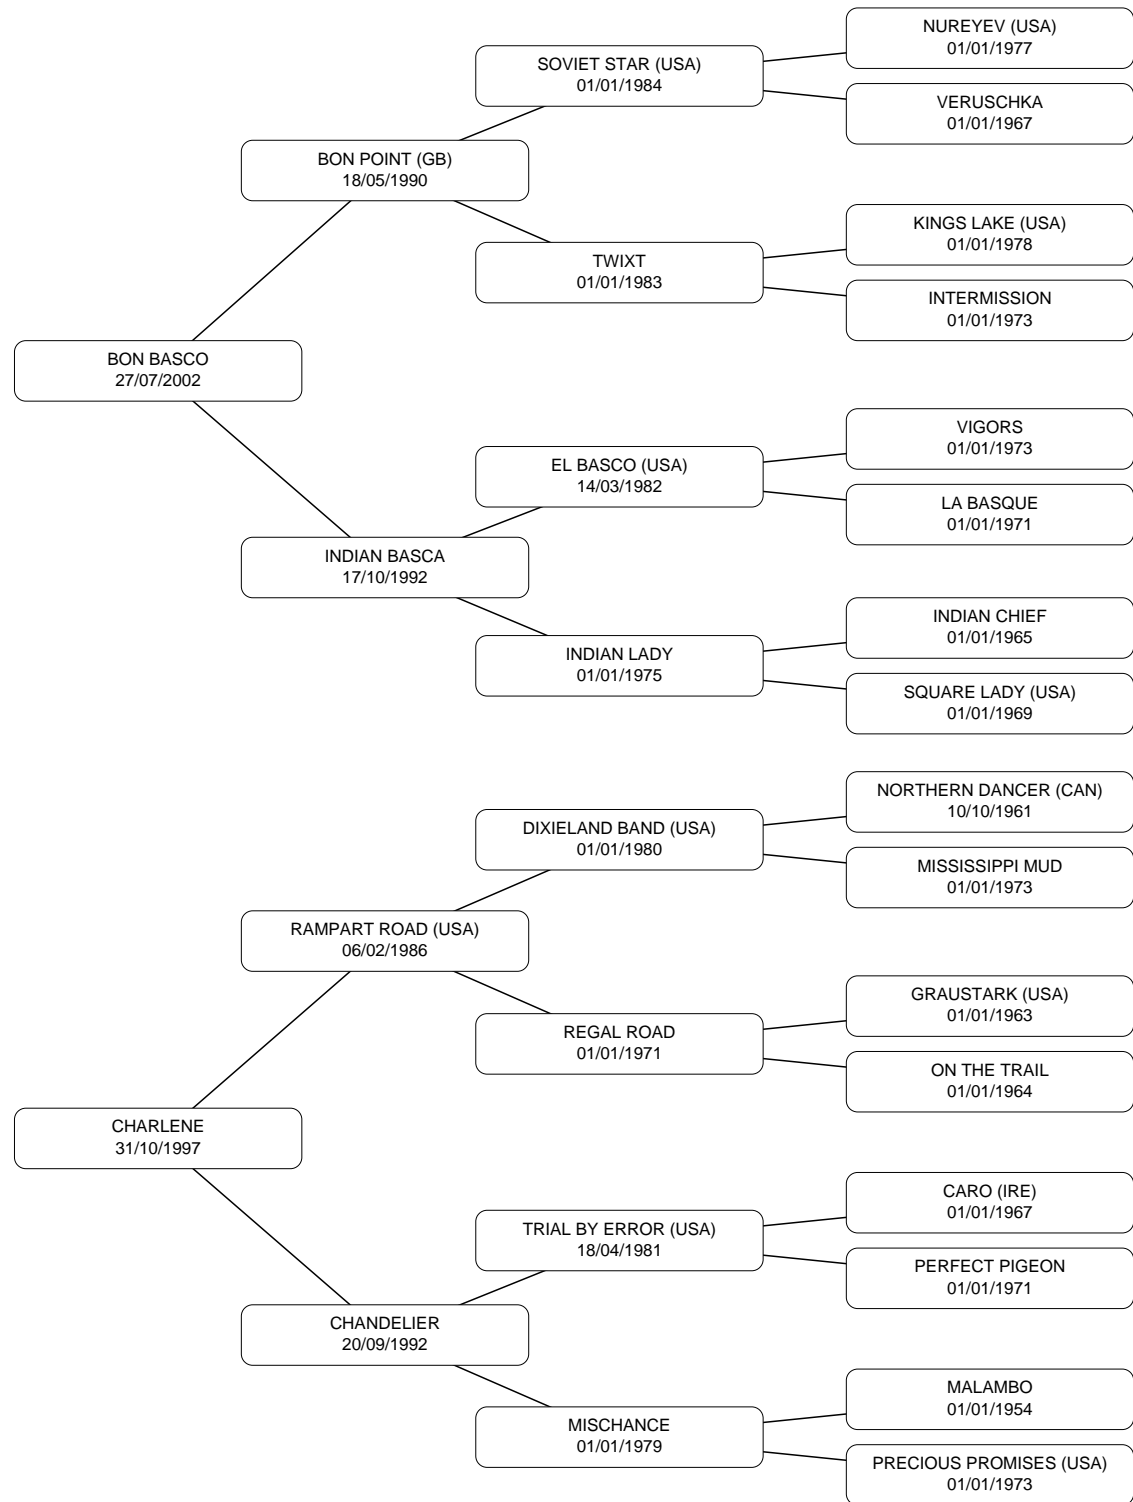 NUREYEV (USA)
01/01/1977
SOVIET STAR (USA)
01/01/1984
VERUSCHKA
01/01/1967
BON POINT (GB)
18/05/1990
KINGS LAKE (USA)
01/01/1978
TWIXT
01/01/1983
INTERMISSION
01/01/1973
BON BASCO
27/07/2002
VIGORS
01/01/1973
EL BASCO (USA)
14/03/1982
LA BASQUE
01/01/1971
INDIAN BASCA
17/10/1992
INDIAN CHIEF
01/01/1965
INDIAN LADY
01/01/1975
SQUARE LADY (USA)
01/01/1969
NORTHERN DANCER (CAN)
10/10/1961
DIXIELAND BAND (USA)
01/01/1980
MISSISSIPPI MUD
01/01/1973
RAMPART ROAD (USA)
06/02/1986
GRAUSTARK (USA)
01/01/1963
REGAL ROAD
01/01/1971
ON THE TRAIL
01/01/1964
CHARLENE
31/10/1997
CARO (IRE)
01/01/1967
TRIAL BY ERROR (USA)
18/04/1981
PERFECT PIGEON
01/01/1971
CHANDELIER
20/09/1992
MALAMBO
01/01/1954
MISCHANCE
01/01/1979
PRECIOUS PROMISES (USA)
01/01/1973